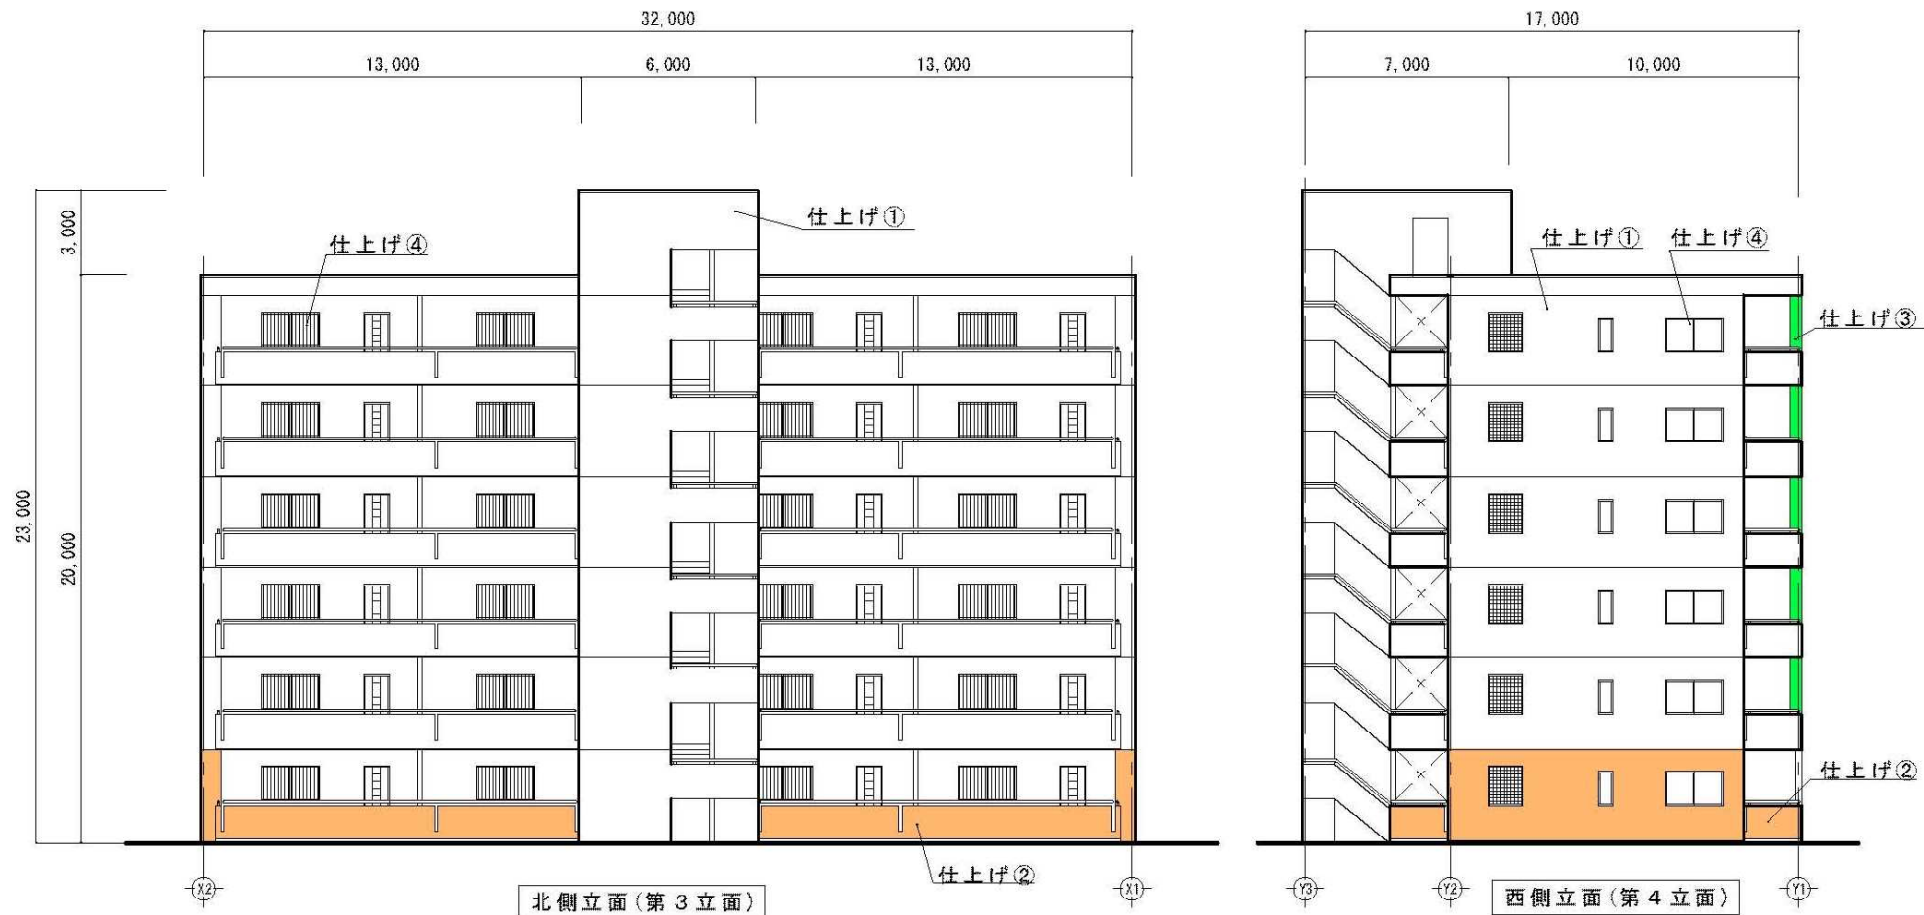 32,000
13,000
6,000
13,000
仕上げ①
仕上げ④
3,000
20,000
23,000
仕上げ②
X2
X1
北側立面(第3立面)
17,000
7,000
10,000
仕上げ①
仕上げ④
仕上げ③
仕上げ②
Y3
Y2
Y1
西側立面(第4立面)